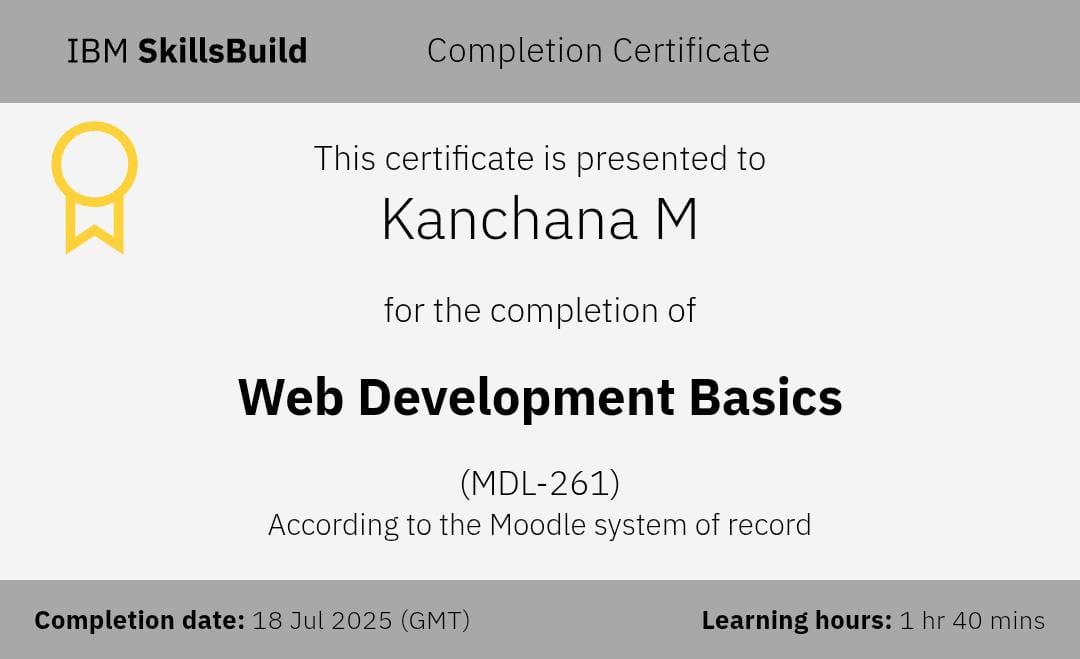 IBM SkillsBuild Completion Certificate
This certificate is presented to
Kanchana M
for the completion of
Web Development Basics
(MDL-261)
According to the Moodle system of record
Completion date: 18 Jul 2025 (GMT) Learning hours: 1 hr 40 mins